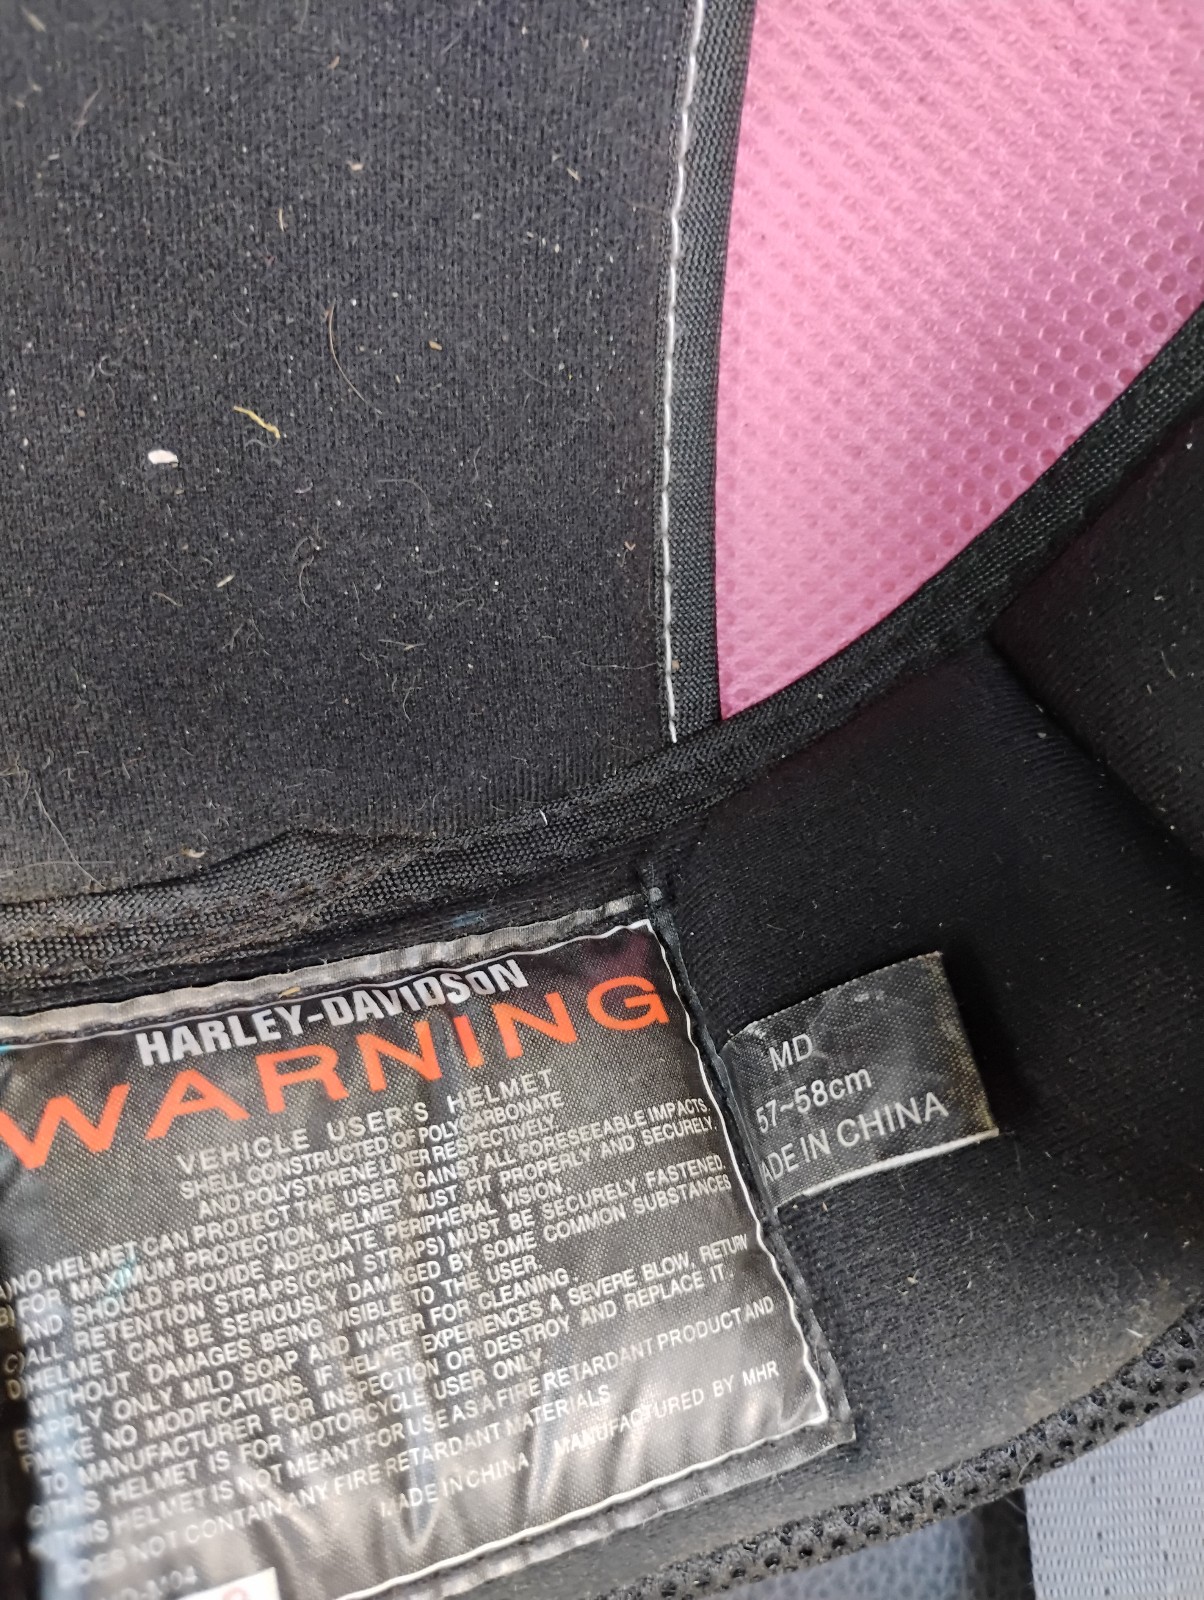 HARLEY-DAVIDSON
WARNING
VEHICLE USER'S HELMET
SHELL CONSTRUCTED OF POLYCARBONATE
AND POLYSTYRENE LINER RESPECTIVELY.
NO HELMET CAN PROTECT THE USER AGAINST ALL FORESEEABLE IMPACTS.
B) FOR MAXIMUM PROTECTION, HELMET MUST FIT PROPERLY AND SECURELY.
AND SHOULD PROVIDE ADEQUATE PERIPHERAL VISION
C)ALL RETENTION STRAPS(CHIN STRAPS) MUST BE SECURELY FASTENED.
D)HELMET CAN BE SERIOUSLY DAMAGED BY SOME COMMON SUBSTANCES
WITHOUT DAMAGES BEING VISIBLE TO THE USER.
APPLY ONLY MILD SOAP AND WATER FOR CLEANING.
MAKE NO MODIFICATIONS. IF HELMET EXPERIENCES A SEVERE BLOW, RETURN
TO MANUFACTURER FOR INSPECTION OR DESTROY AND REPLACE IT.
THIS HELMET IS FOR MOTORCYCLE USER ONLY.
THIS HELMET IS NOT MEANT FOR USE AS A FIRE RETARDANT PRODUCT AND
DOES NOT CONTAIN ANY FIRE RETARDANT MATERIALS
MADE IN CHINA MANUFACTURED BY MHR
MD
57~58cm
ADE IN CHINA